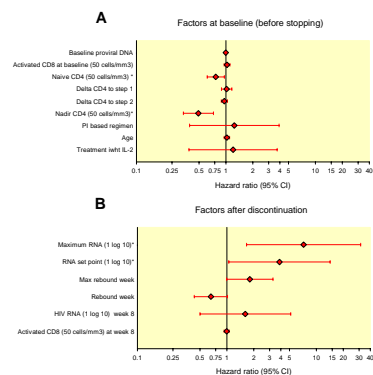 A
Factors at baseline (before stopping)
Baseline proviral DNA
Activated CD8 at baseline (50 cells/mm3)
Naive CD4 (50 cells/mm3) *
Delta CD4 to step 1
Delta CD4 to step 2
Nadir CD4 (50 cells/mm3)*
PI based regimen
Age
Treatment iwht IL-2
0.1 0.25 0.5 0.75 1 2 3 5 10 15 20 30 40
Hazard ratio (95% CI)
B
Factors after discontinuation
Maximum RNA (1 log 10)*
RNA set point (1 log 10)*
Max rebound week
Rebound week
HIV RNA (1 log 10) week 8
Activated CD8 (50 cells/mm3) at week 8
0.1 0.25 0.5 0.75 1 2 3 5 10 15 20 30 40
Hazard ratio (95% CI)